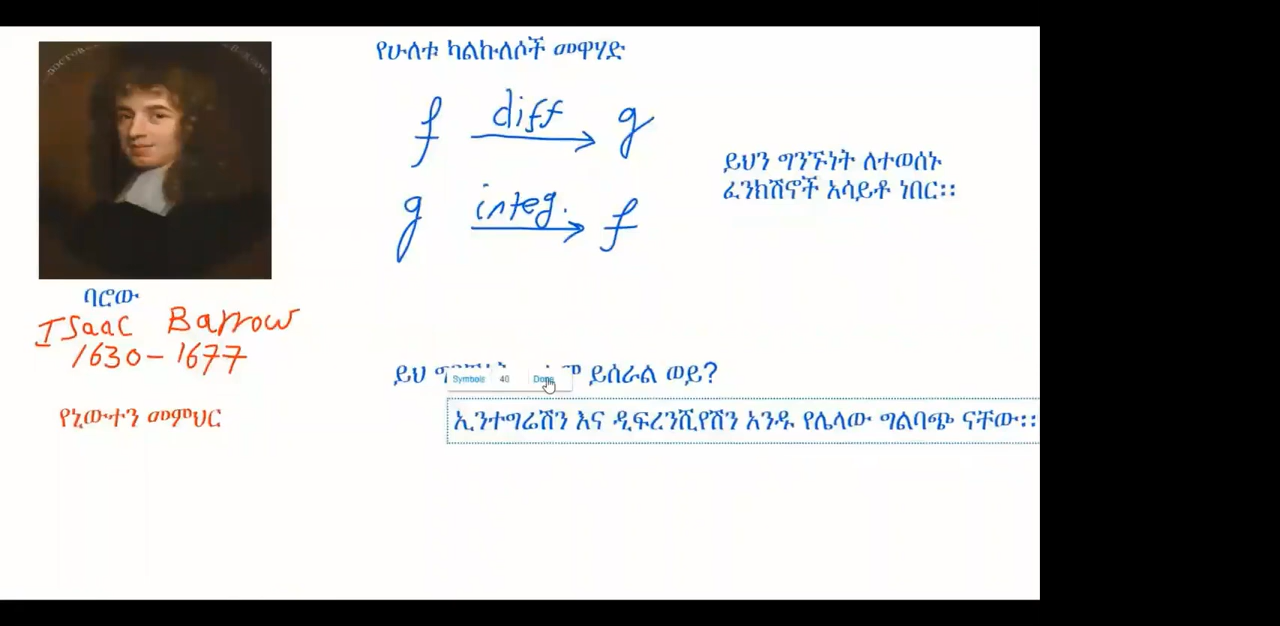 የሁለቱ ካልኩለሶች መዋሃድ
f diff g
g integ. f
ይህን ግንኙነት ለተወሰኑ
ፈንክሽኖች አሳይቶ ነበር፡፡
ባሮው
Isaac Barrow
1630 – 1677
የኒውተን መምህር
ይህ ይሰራል ወይ?
Symbols 40 Done
ኢንተግሬሽን እና ዲፍረንሺየሽን አንዱ የሌላው ግልባጭ ናቸው፡፡